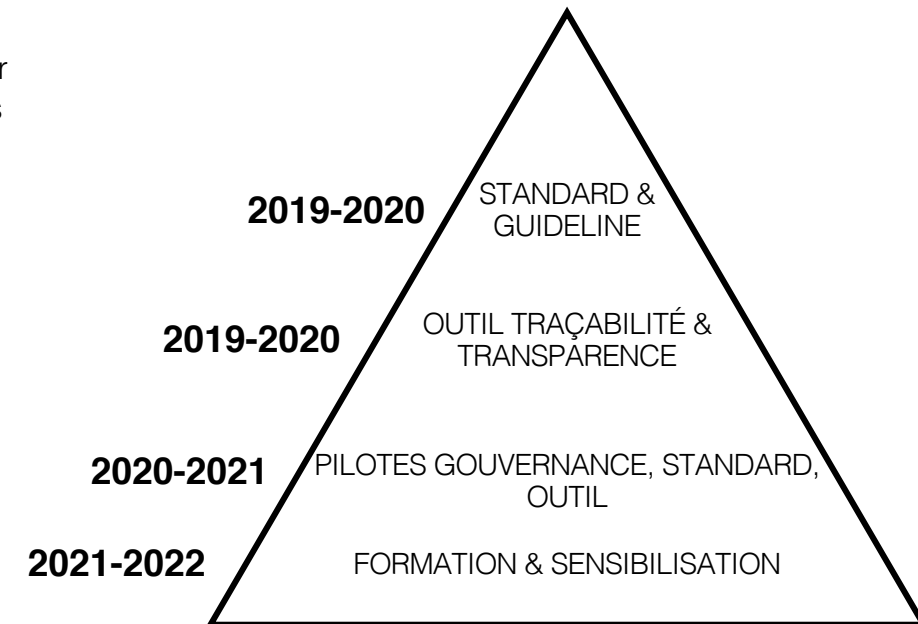 2019-2020
STANDARD &
GUIDELINE
2019-2020
OUTIL TRAÇABILITÉ &
TRANSPARENCE
2020-2021
PILOTES GOUVERNANCE, STANDARD,
OUTIL
2021-2022
FORMATION & SENSIBILISATION